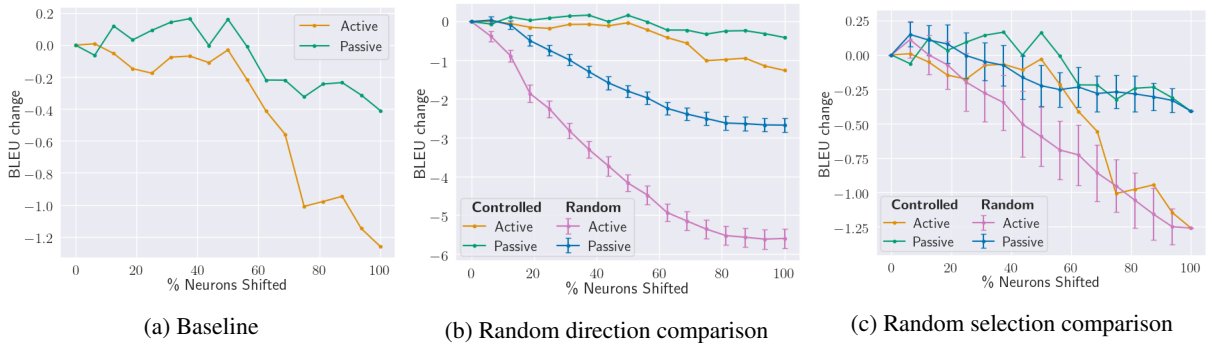 0.2
0.0
−0.2
−0.4
−0.6
−0.8
−1.0
−1.2
BLEU change
0 20 40 60 80 100
% Neurons Shifted
Active
Passive
(a) Baseline
0
−1
−2
−3
−4
−5
−6
BLEU change
Controlled Random
Active Active
Passive Passive
0 20 40 60 80 100
% Neurons Shifted
(b) Random direction comparison
0.25
0.00
−0.25
−0.50
−0.75
−1.00
−1.25
BLEU change
Controlled Random
Active Active
Passive Passive
0 20 40 60 80 100
% Neurons Shifted
(c) Random selection comparison